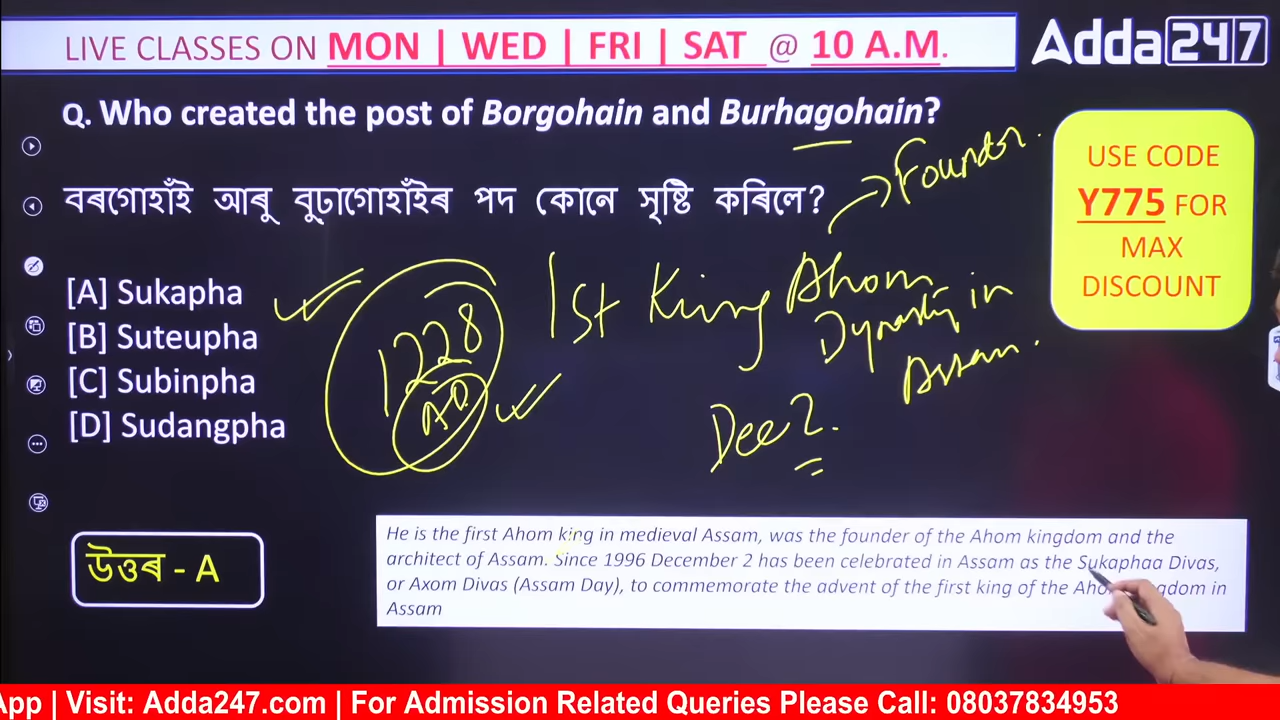 LIVE CLASSES ON MON | WED | FRI | SAT @ 10 A.M.
Adda247
Q. Who created the post of Borgohain and Burhagohain?
Founder.
বৰগোহাঁই আৰু বুঢ়াগোহাঁইৰ পদ কোনে সৃষ্টি কৰিলে?
USE CODE
Y775 FOR
MAX
DISCOUNT
[A] Sukapha
[B] Suteupha
[C] Subinpha
[D] Sudangpha
1228
AD
1st King Ahom
Dynasty in
Assam.
Dec 2.
উত্তৰ - A
He is the first Ahom king in medieval Assam, was the founder of the Ahom kingdom and the
architect of Assam. Since 1996 December 2 has been celebrated in Assam as the Sukaphaa Divas,
or Axom Divas (Assam Day), to commemorate the advent of the first king of the Ahom kingdom in
Assam
App | Visit: Adda247.com | For Admission Related Queries Please Call: 08037834953